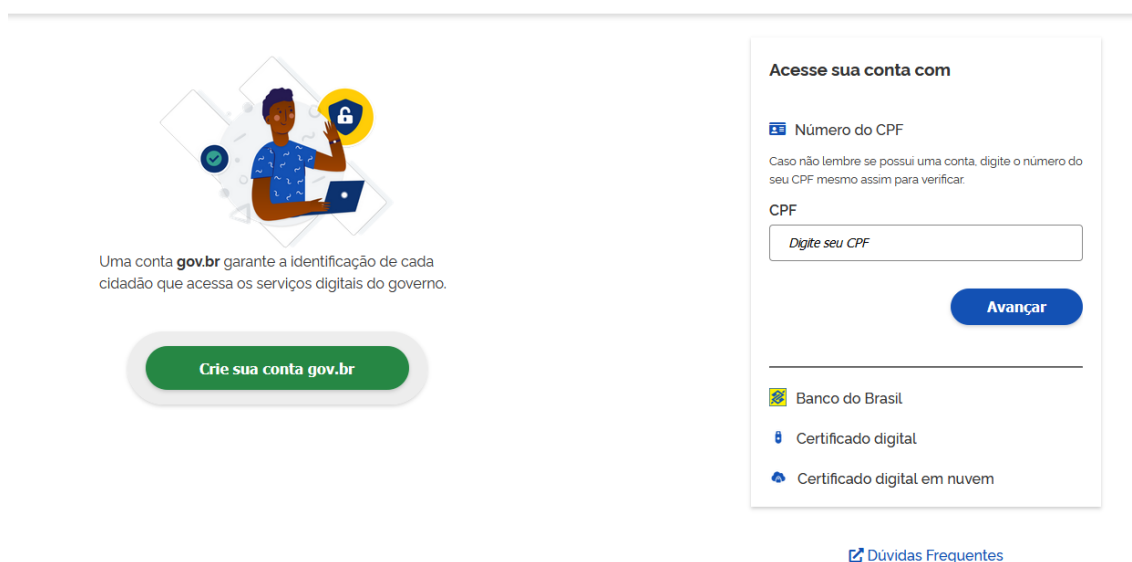 Uma conta gov.br garante a identificação de cada
cidadão que acessa os serviços digitais do governo.
Crie sua conta gov.br
Acesse sua conta com
Número do CPF
Caso não lembre se possui uma conta, digite o número do
seu CPF mesmo assim para verificar.
CPF
Digite seu CPF
Avançar
Banco do Brasil
Certificado digital
Certificado digital em nuvem
Dúvidas Frequentes